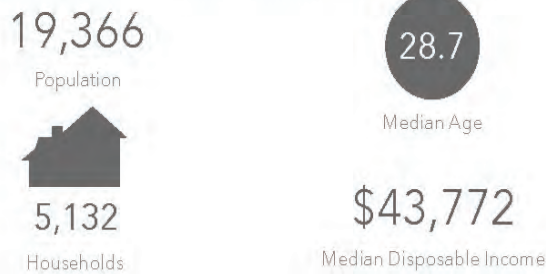 19,366
Population
28.7
Median Age
5,132
Households
$43,772
Median Disposable Income